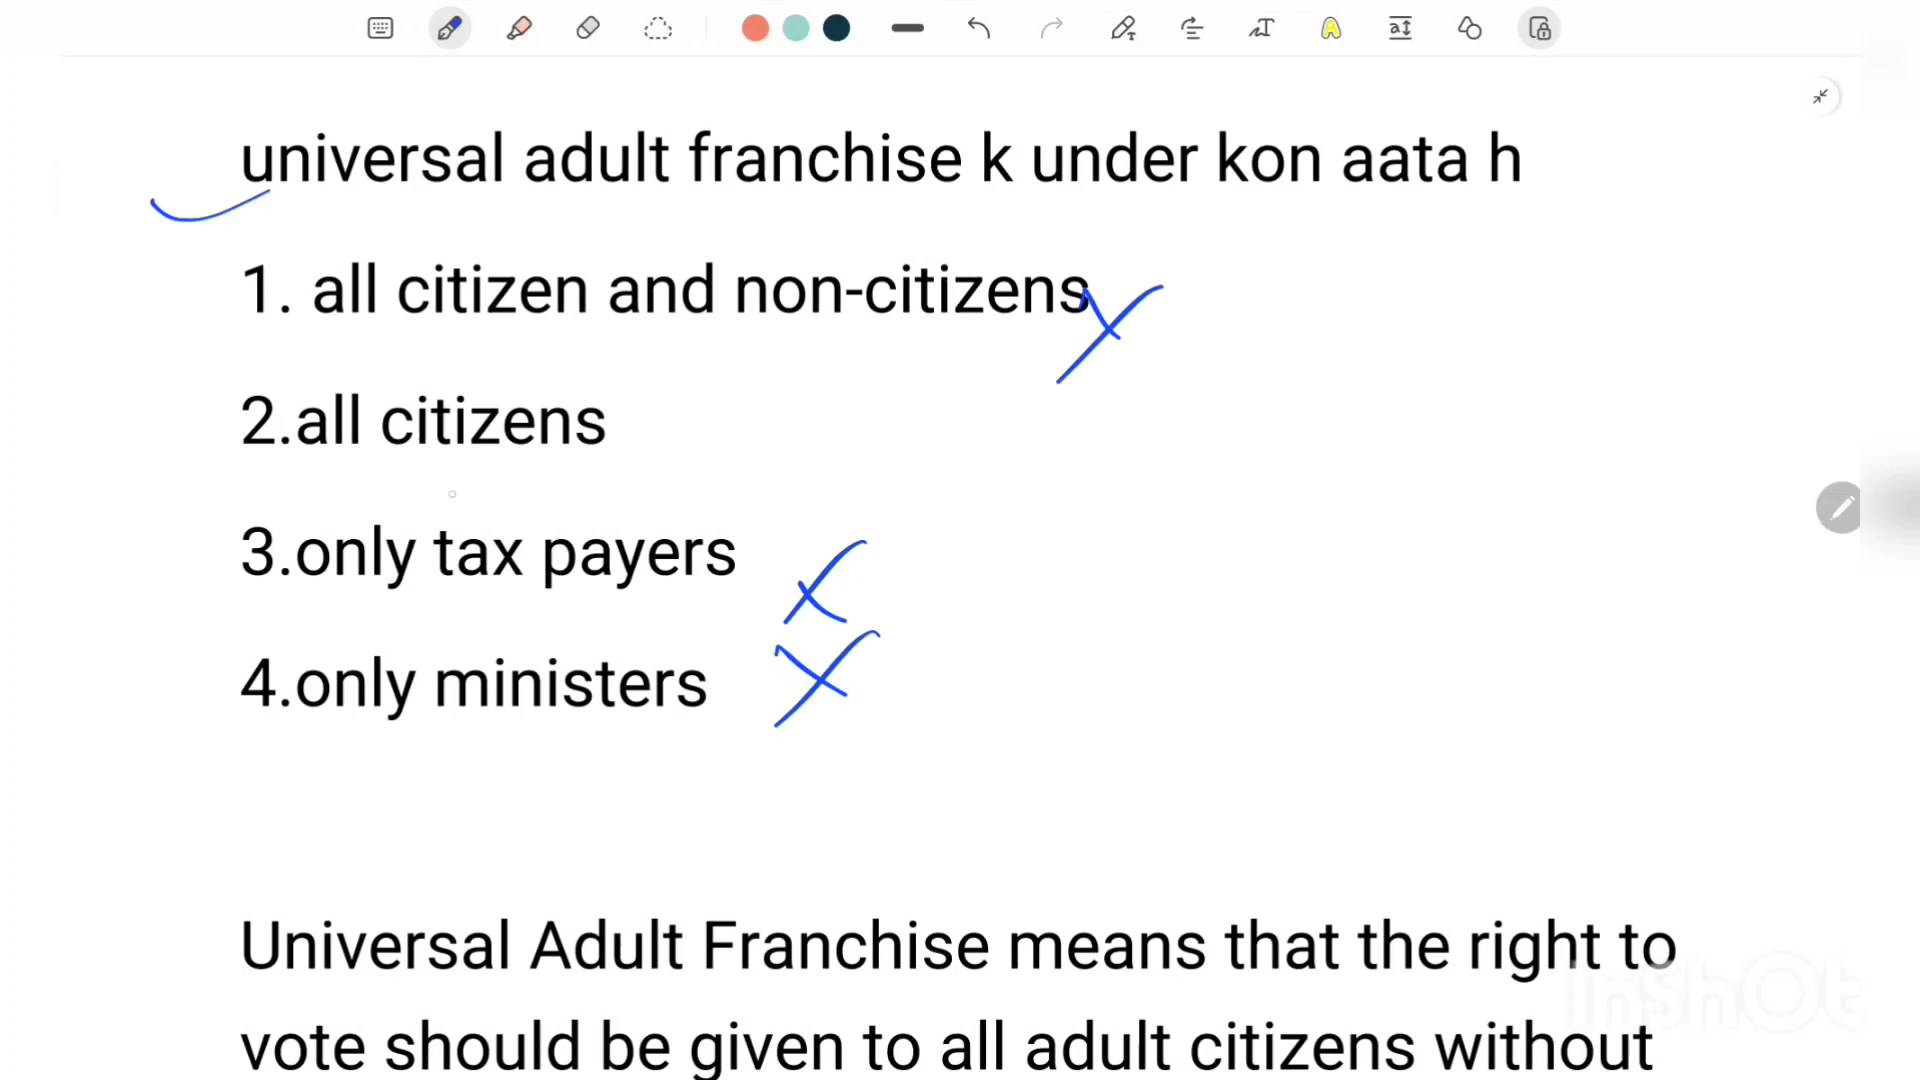 universal adult franchise k under kon aata h
1. all citizen and non-citizens
2.all citizens
3.only tax payers
4.only ministers
Universal Adult Franchise means that the right to
vote should be given to all adult citizens without
InShOt